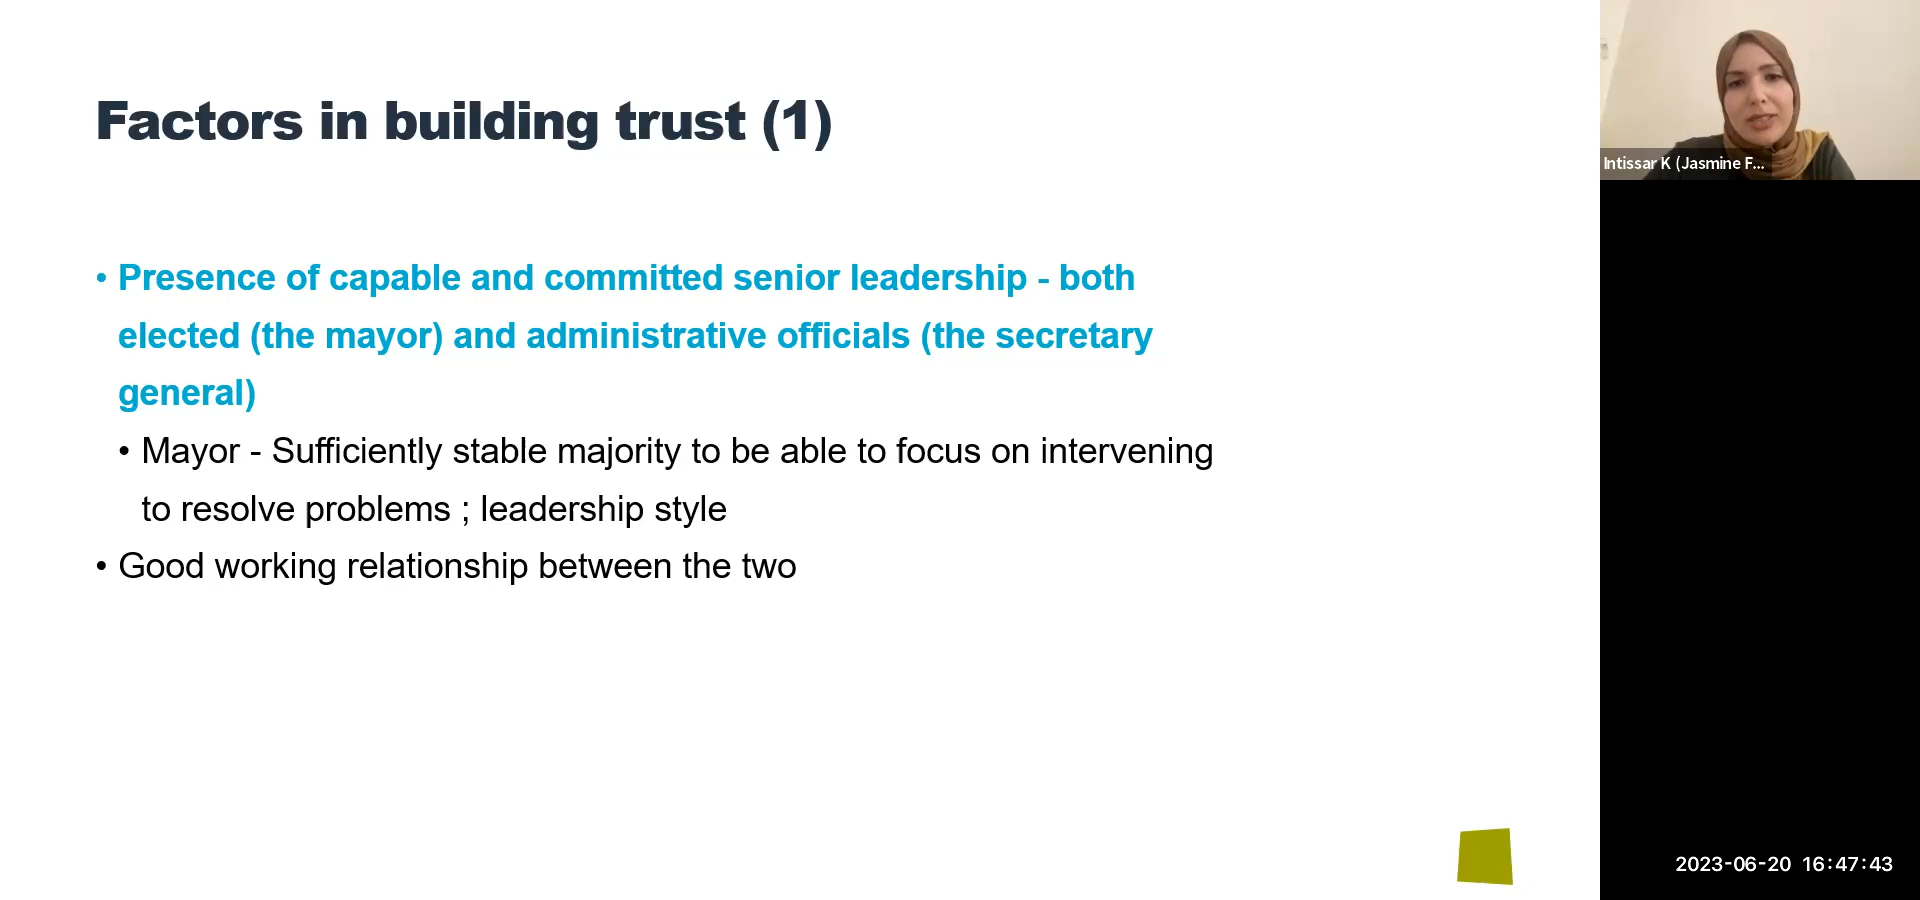 Factors in building trust (1)
• Presence of capable and committed senior leadership - both
elected (the mayor) and administrative officials (the secretary
general)
• Mayor - Sufficiently stable majority to be able to focus on intervening
to resolve problems ; leadership style
• Good working relationship between the two
Intissar K (Jasmine F...
2023-06-20 16:47:43